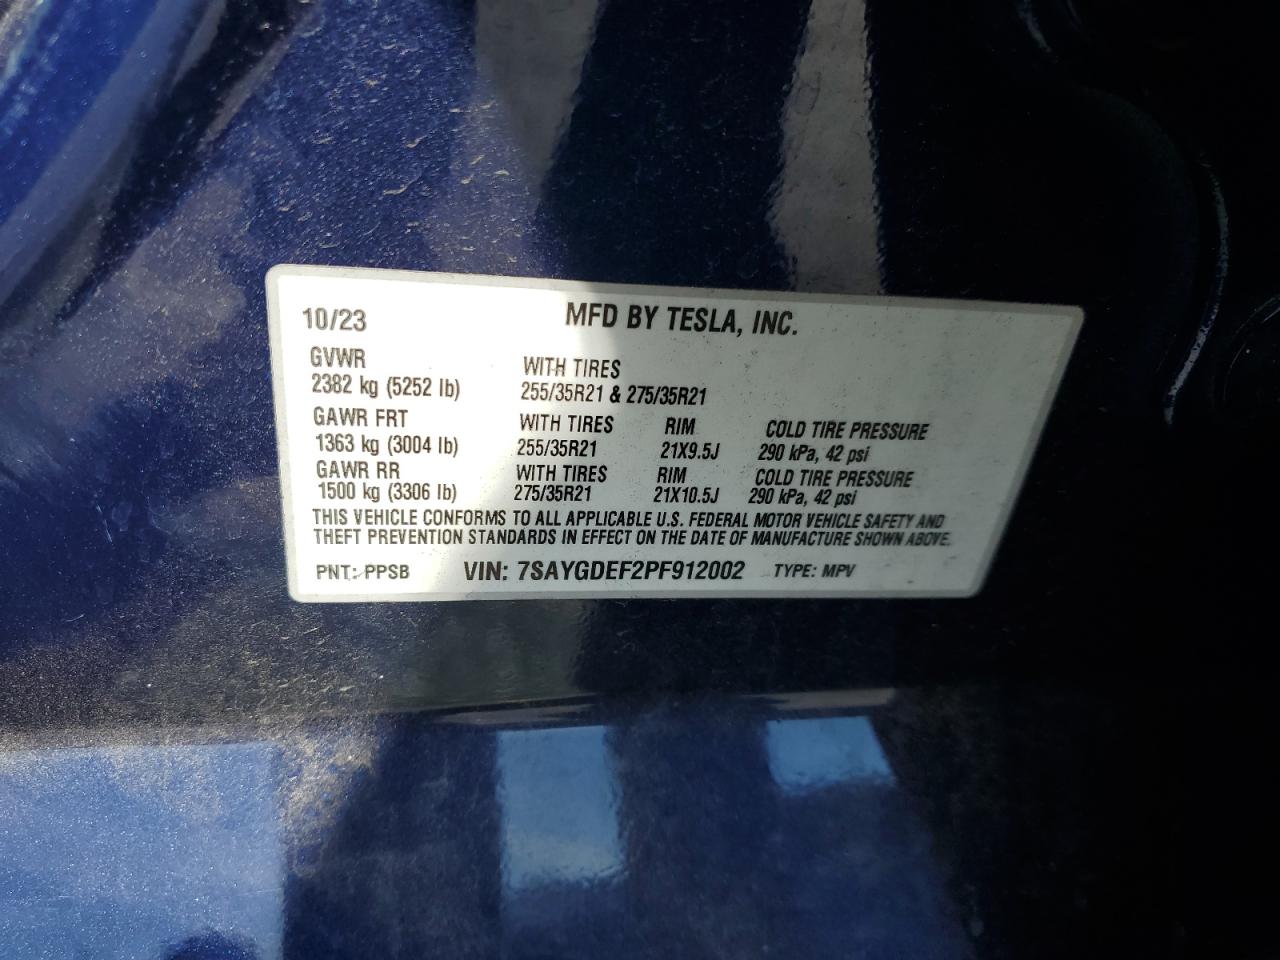 10/23 MFD BY TESLA, INC.
GVWR WITH TIRES
2382 kg (5252 lb) 255/35R21 & 275/35R21
GAWR FRT WITH TIRES RIM COLD TIRE PRESSURE
1363 kg (3004 lb) 255/35R21 21X9.5J 290 kPa, 42 psi
GAWR RR WITH TIRES RIM COLD TIRE PRESSURE
1500 kg (3306 lb) 275/35R21 21X10.5J 290 kPa, 42 psi
THIS VEHICLE CONFORMS TO ALL APPLICABLE U.S. FEDERAL MOTOR VEHICLE SAFETY AND
THEFT PREVENTION STANDARDS IN EFFECT ON THE DATE OF MANUFACTURE SHOWN ABOVE.
PNT: PPSB VIN: 7SAYGDEF2PF912002 TYPE: MPV